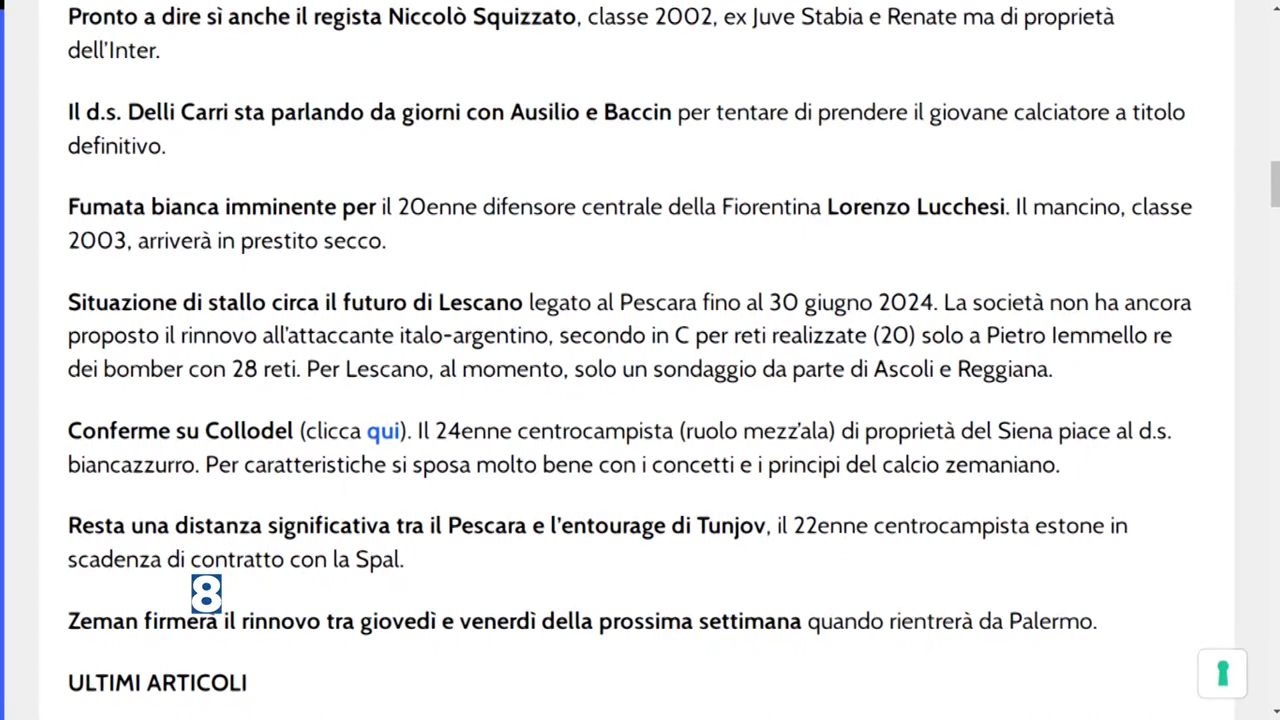 Pronto a dire sì anche il regista Niccolò Squizzato, classe 2002, ex Juve Stabia e Renate ma di proprietà
dell'Inter.
Il d.s. Delli Carri sta parlando da giorni con Ausilio e Baccin per tentare di prendere il giovane calciatore a titolo
definitivo.
Fumata bianca imminente per il 20enne difensore centrale della Fiorentina Lorenzo Lucchesi. Il mancino, classe
2003, arriverà in prestito secco.
Situazione di stallo circa il futuro di Lescano legato al Pescara fino al 30 giugno 2024. La società non ha ancora
proposto il rinnovo all'attaccante italo-argentino, secondo in C per reti realizzate (20) solo a Pietro Iemmello re
dei bomber con 28 reti. Per Lescano, al momento, solo un sondaggio da parte di Ascoli e Reggiana.
Conferme su Collodel (clicca qui). Il 24enne centrocampista (ruolo mezz'ala) di proprietà del Siena piace al d.s.
biancazzurro. Per caratteristiche si sposa molto bene con i concetti e i principi del calcio zemaniano.
Resta una distanza significativa tra il Pescara e l'entourage di Tunjov, il 22enne centrocampista estone in
scadenza di contratto con la Spal.
8
Zeman firmerà il rinnovo tra giovedì e venerdì della prossima settimana quando rientrerà da Palermo.
ULTIMI ARTICOLI